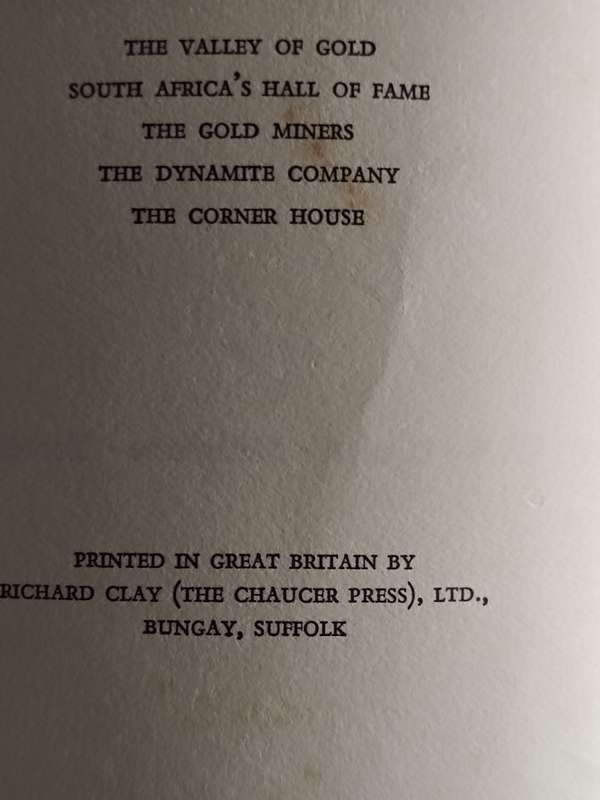 THE VALLEY OF GOLD
SOUTH AFRICA'S HALL OF FAME
THE GOLD MINERS
THE DYNAMITE COMPANY
THE CORNER HOUSE
PRINTED IN GREAT BRITAIN BY
RICHARD CLAY (THE CHAUCER PRESS), LTD.,
BUNGAY, SUFFOLK